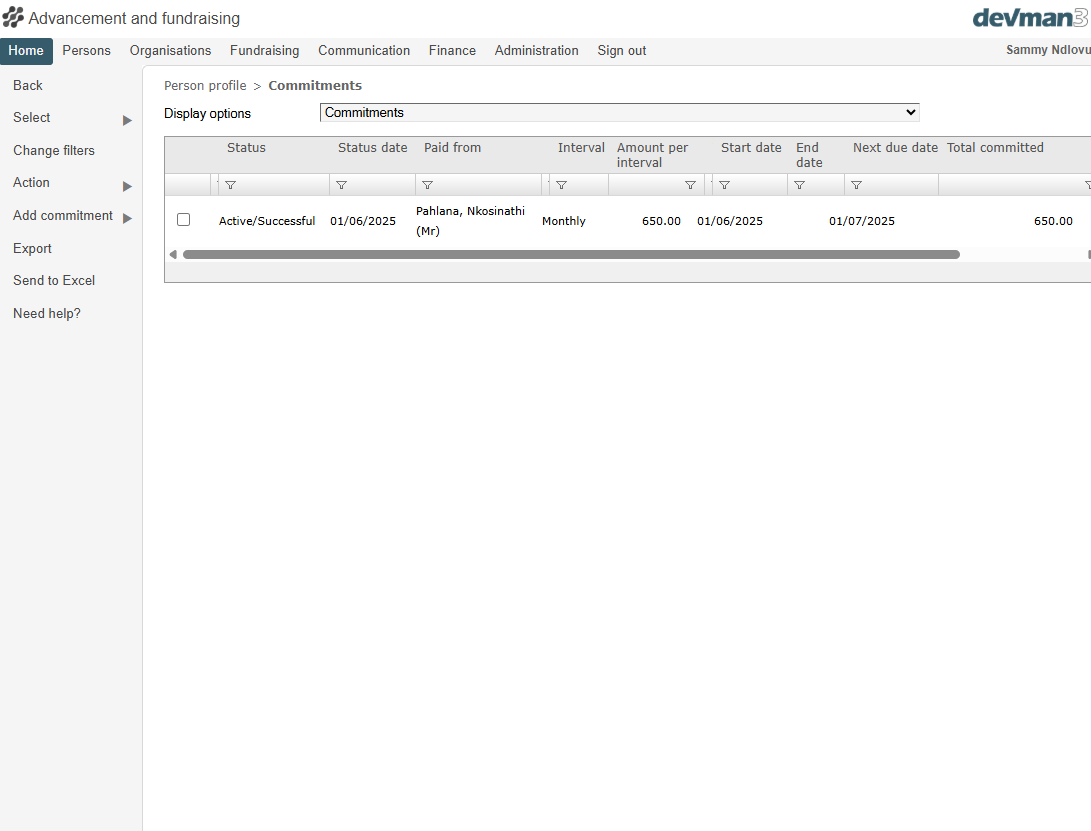 Advancement and fundraising
devman3
Home Persons Organisations Fundraising Communication Finance Administration Sign out Sammy Ndlovu
Back
Select
Change filters
Action
Add commitment
Export
Send to Excel
Need help?
Person profile > Commitments
Display options Commitments
Status Status date Paid from Interval Amount per interval Start date End date Next due date Total committed
Active/Successful 01/06/2025 Pahlana, Nkosinathi (Mr) Monthly 650.00 01/06/2025 01/07/2025 650.00